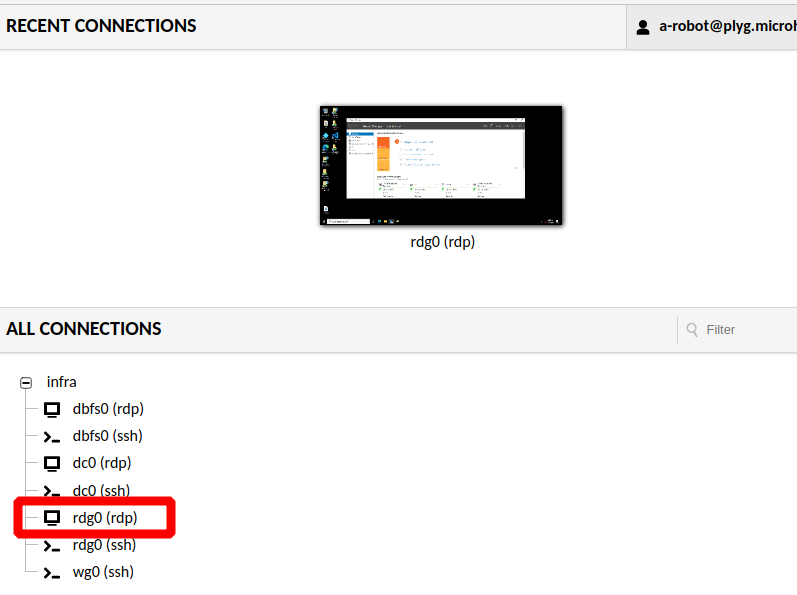 RECENT CONNECTIONS
a-robot@plyg.micro
rdg0 (rdp)
ALL CONNECTIONS
Filter
infra
dbfs0 (rdp)
dbfs0 (ssh)
dc0 (rdp)
dc0 (ssh)
rdg0 (rdp)
rdg0 (ssh)
wg0 (ssh)